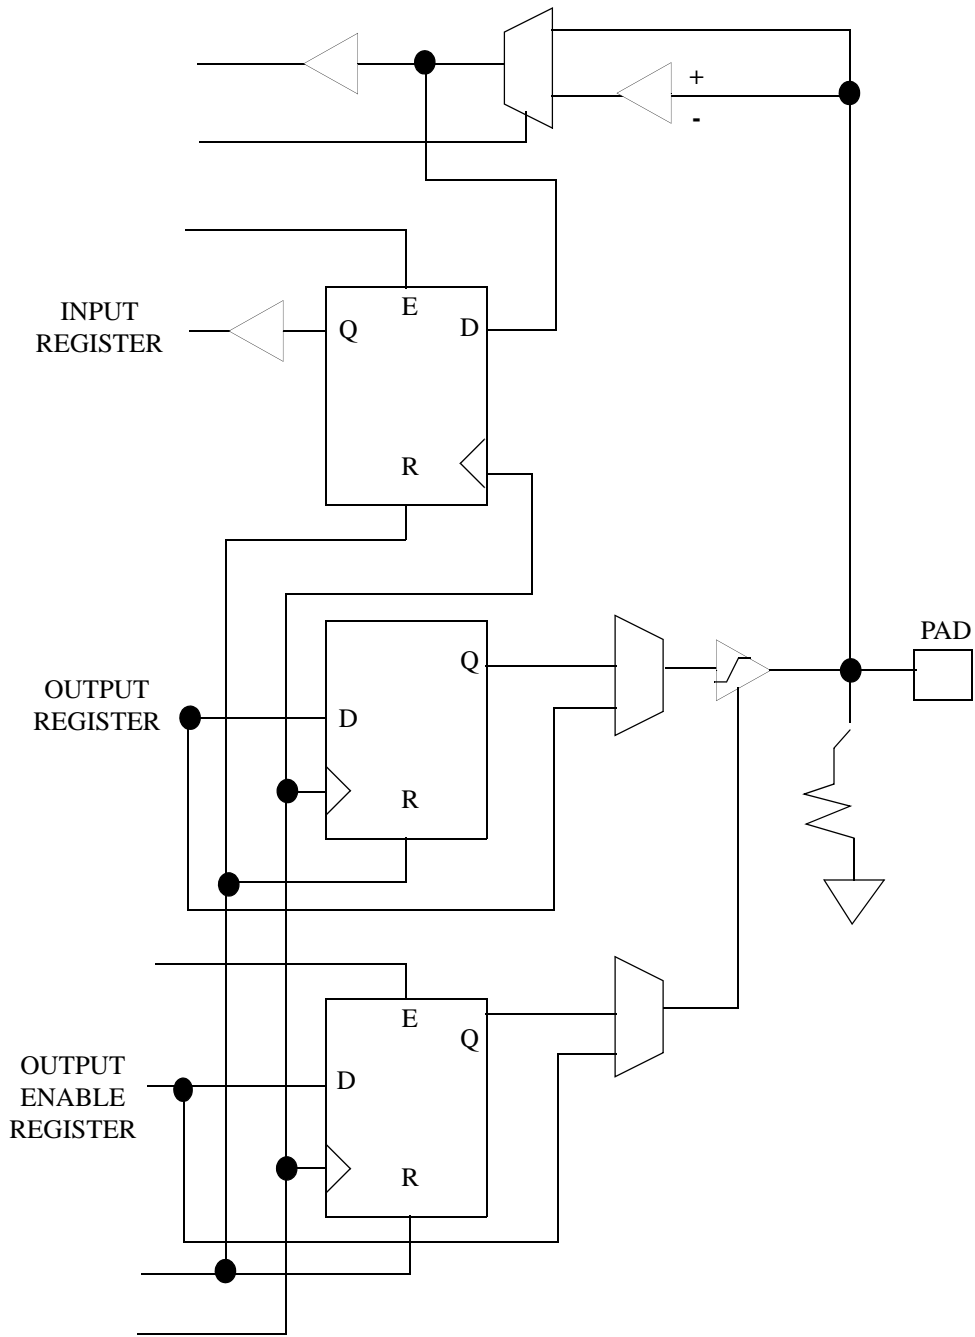 +
-
E
INPUT
REGISTER
Q
D
R
PAD
Q
OUTPUT
REGISTER
D
R
E
Q
OUTPUT
ENABLE
REGISTER
D
R